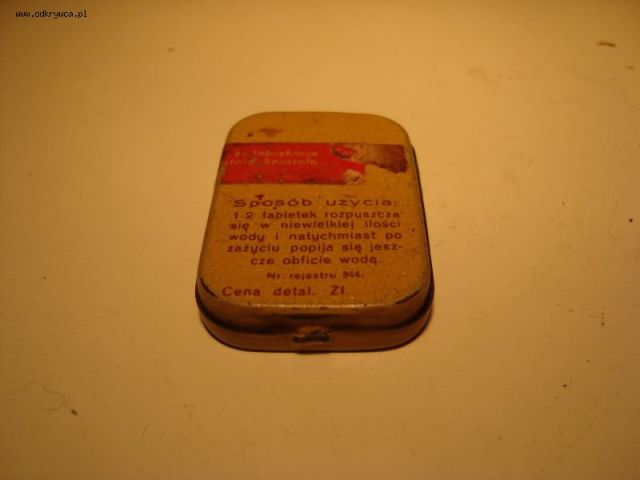 www.odkrywca.pl
Sposób użycia:
1-2 tabletek rozpuszcza
się w niewielkiej ilości
wody i natychmiast po
zażyciu popija się jesz-
cze obficie wodą.
Nr. rejestru 344.
Cena detal. Zł.